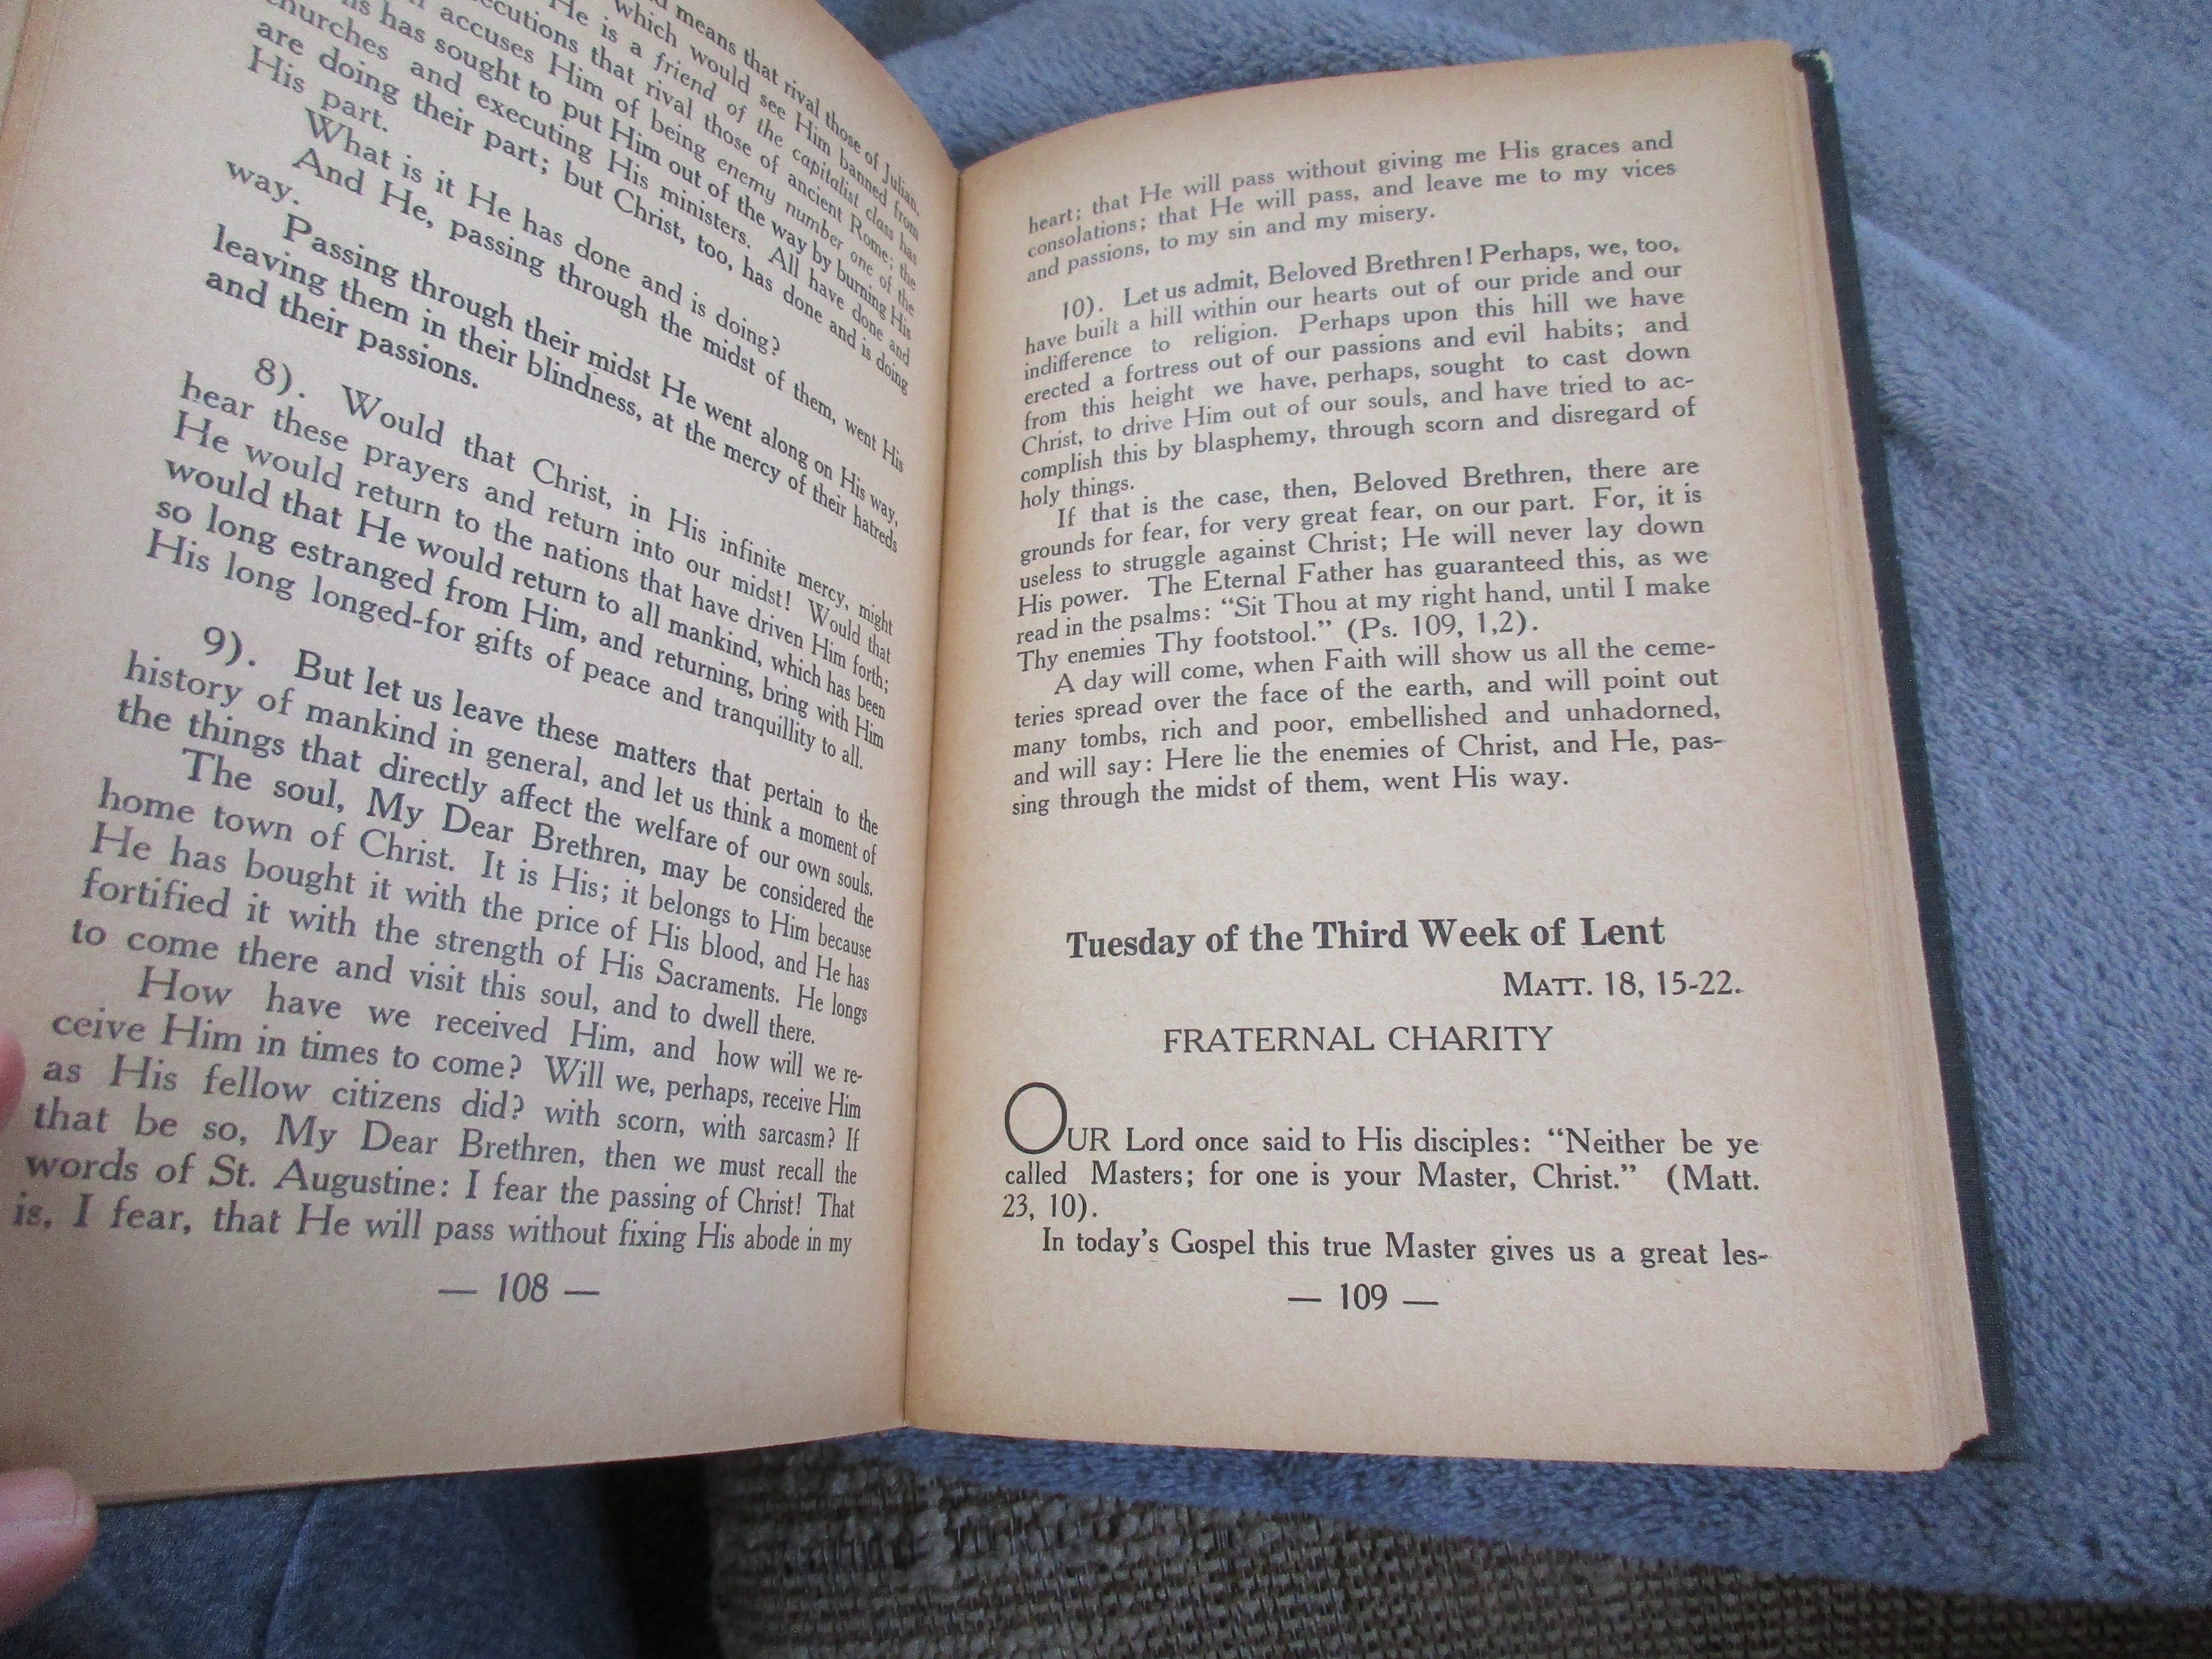 means that rival those of Julian,
which would see Him banned from
He is a friend of the capitalist class has
that rival those of ancient Rome; the
accuses Him of being enemy number one of the
has sought to put Him out of the way by burning His
churches and executing His ministers. All have done and
are doing their part; but Christ, too, has done and is doing
His part.
What is it He has done and is doing?
And He, passing through the midst of them, went His
way.
Passing through their midst He went along on His way,
leaving them in their blindness, at the mercy of their hatreds
and their passions.
8). Would that Christ, in His infinite mercy, might
hear these prayers and return into our midst! Would that
He would return to the nations that have driven Him forth;
would that He would return to all mankind, which has been
so long estranged from Him, and returning, bring with Him
His long longed-for gifts of peace and tranquillity to all.
9). But let us leave these matters that pertain to the
history of mankind in general, and let us think a moment of
the things that directly affect the welfare of our own souls.
The soul, My Dear Brethren, may be considered the
home town of Christ. It is His; it belongs to Him because
He has bought it with the price of His blood, and He has
fortified it with the strength of His Sacraments. He longs
to come there and visit this soul, and to dwell there.
How have we received Him, and how will we re-
ceive Him in times to come? Will we, perhaps, receive Him
as His fellow citizens did? with scorn, with sarcasm? If
that be so, My Dear Brethren, then we must recall the
words of St. Augustine: I fear the passing of Christ! That
is, I fear, that He will pass without fixing His abode in my
— 108 —
heart; that He will pass without giving me His graces and
consolations; that He will pass, and leave me to my vices
and passions, to my sin and my misery.
10). Let us admit, Beloved Brethren! Perhaps, we, too,
have built a hill within our hearts out of our pride and our
indifference to religion. Perhaps upon this hill we have
erected a fortress out of our passions and evil habits; and
from this height we have, perhaps, sought to cast down
Christ, to drive Him out of our souls, and have tried to ac-
complish this by blasphemy, through scorn and disregard of
holy things.
If that is the case, then, Beloved Brethren, there are
grounds for fear, for very great fear, on our part. For, it is
useless to struggle against Christ; He will never lay down
His power. The Eternal Father has guaranteed this, as we
read in the psalms: “Sit Thou at my right hand, until I make
Thy enemies Thy footstool.” (Ps. 109, 1,2).
A day will come, when Faith will show us all the ceme-
teries spread over the face of the earth, and will point out
many tombs, rich and poor, embellished and unhadorned,
and will say: Here lie the enemies of Christ, and He, pas-
sing through the midst of them, went His way.
Tuesday of the Third Week of Lent
MATT. 18, 15-22.
FRATERNAL CHARITY
OUR Lord once said to His disciples: “Neither be ye
called Masters; for one is your Master, Christ.” (Matt.
23, 10).
In today's Gospel this true Master gives us a great les-
— 109 —